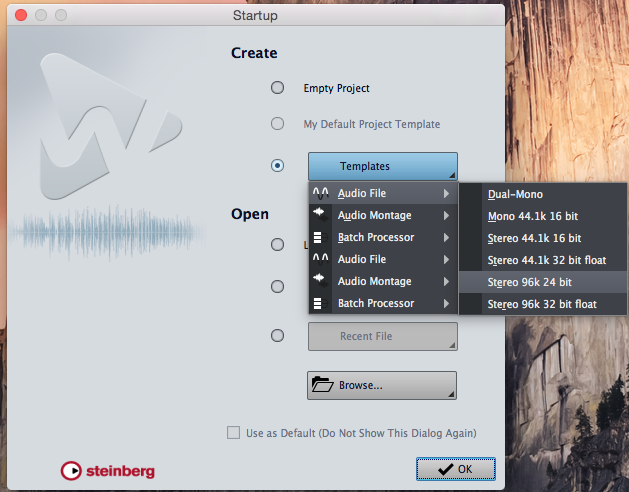 Startup
Create
Empty Project
My Default Project Template
Templates
Audio File
Audio Montage
Batch Processor
Audio File
Audio Montage
Batch Processor
Dual-Mono
Mono 44.1k 16 bit
Stereo 44.1k 16 bit
Stereo 44.1k 32 bit float
Stereo 96k 24 bit
Stereo 96k 32 bit float
Open
Recent File
Browse...
Use as Default (Do Not Show This Dialog Again)
steinberg
OK